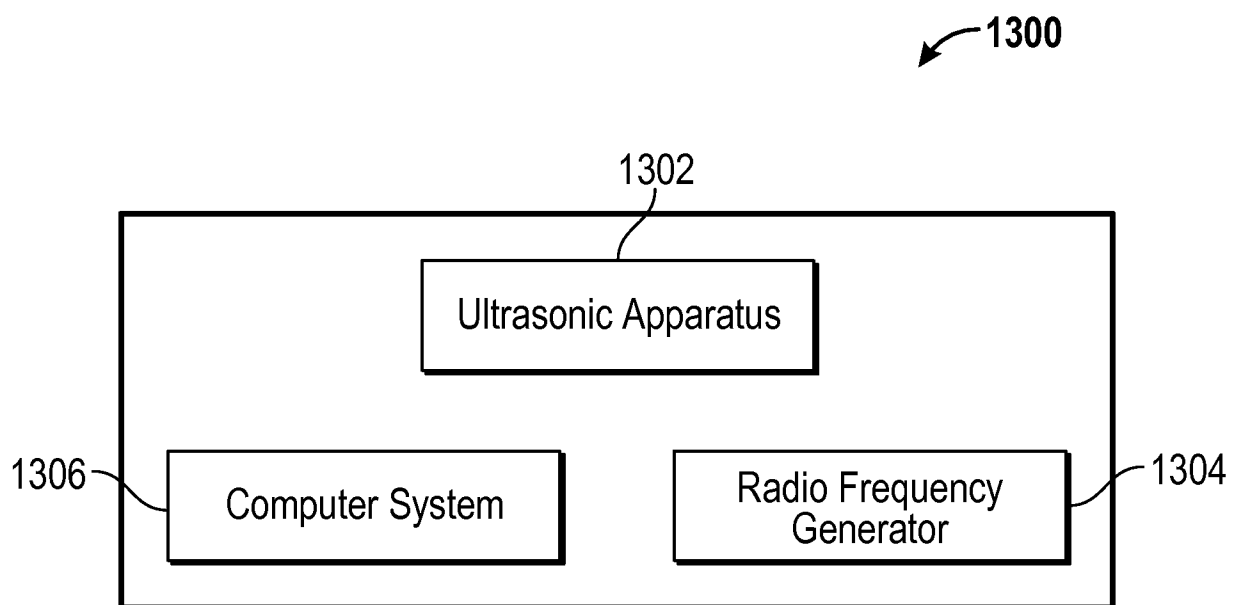 1300
1302
Ultrasonic Apparatus
1306
Computer System
Radio Frequency
Generator
1304